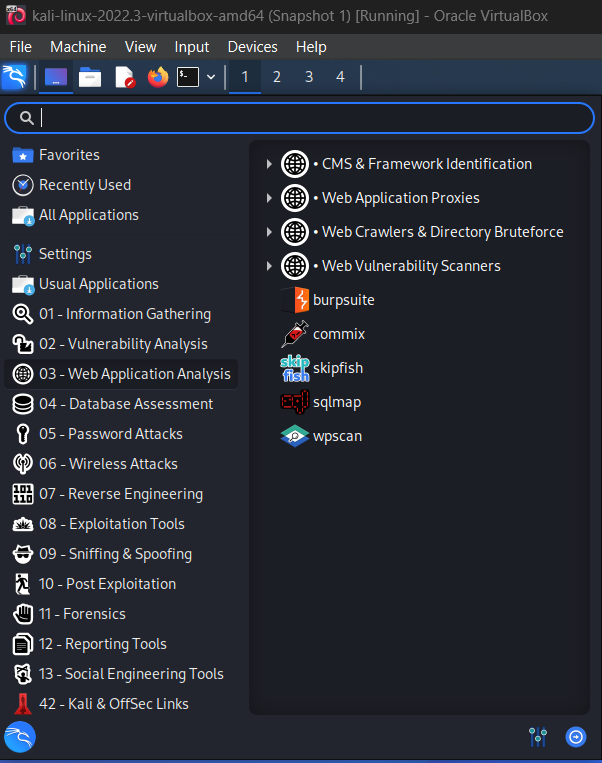 kali-linux-2022.3-virtualbox-amd64 (Snapshot 1) [Running] - Oracle VirtualBox
File Machine View Input Devices Help
1 2 3 4
Favorites
Recently Used
All Applications
Settings
Usual Applications
01 - Information Gathering
02 - Vulnerability Analysis
03 - Web Application Analysis
04 - Database Assessment
05 - Password Attacks
06 - Wireless Attacks
07 - Reverse Engineering
08 - Exploitation Tools
09 - Sniffing & Spoofing
10 - Post Exploitation
11 - Forensics
12 - Reporting Tools
13 - Social Engineering Tools
42 - Kali & OffSec Links
• CMS & Framework Identification
• Web Application Proxies
• Web Crawlers & Directory Bruteforce
• Web Vulnerability Scanners
burpsuite
commix
skip
fish
skipfish
sql
sqlmap
wpscan